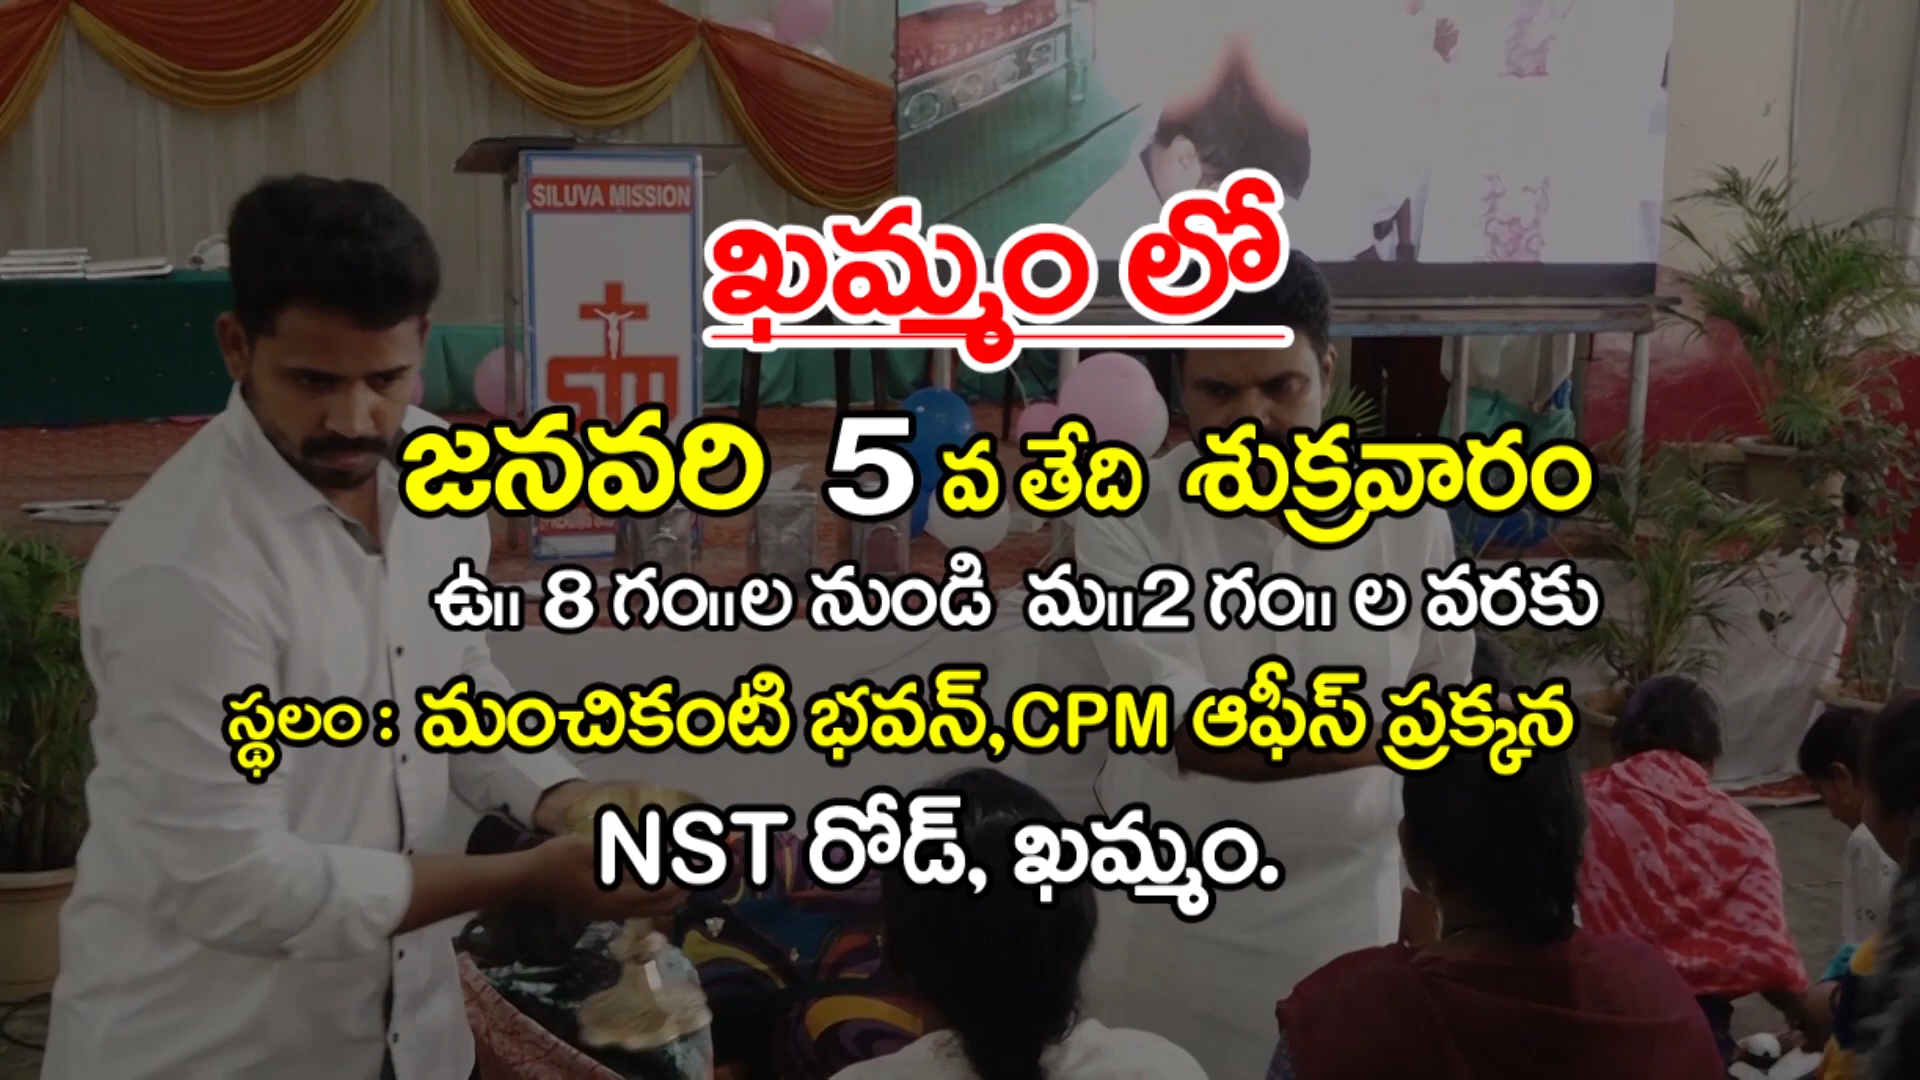 SILUVA MISSION
ఖమ్మం లో
జనవరి 5 వ తేది శుక్రవారం
ఉ॥ 8 గం॥ల నుండి మ॥2 గం॥ ల వరకు
స్థలం : మంచికంటి భవన్,CPM ఆఫీస్ ప్రక్కన
NST రోడ్, ఖమ్మం.